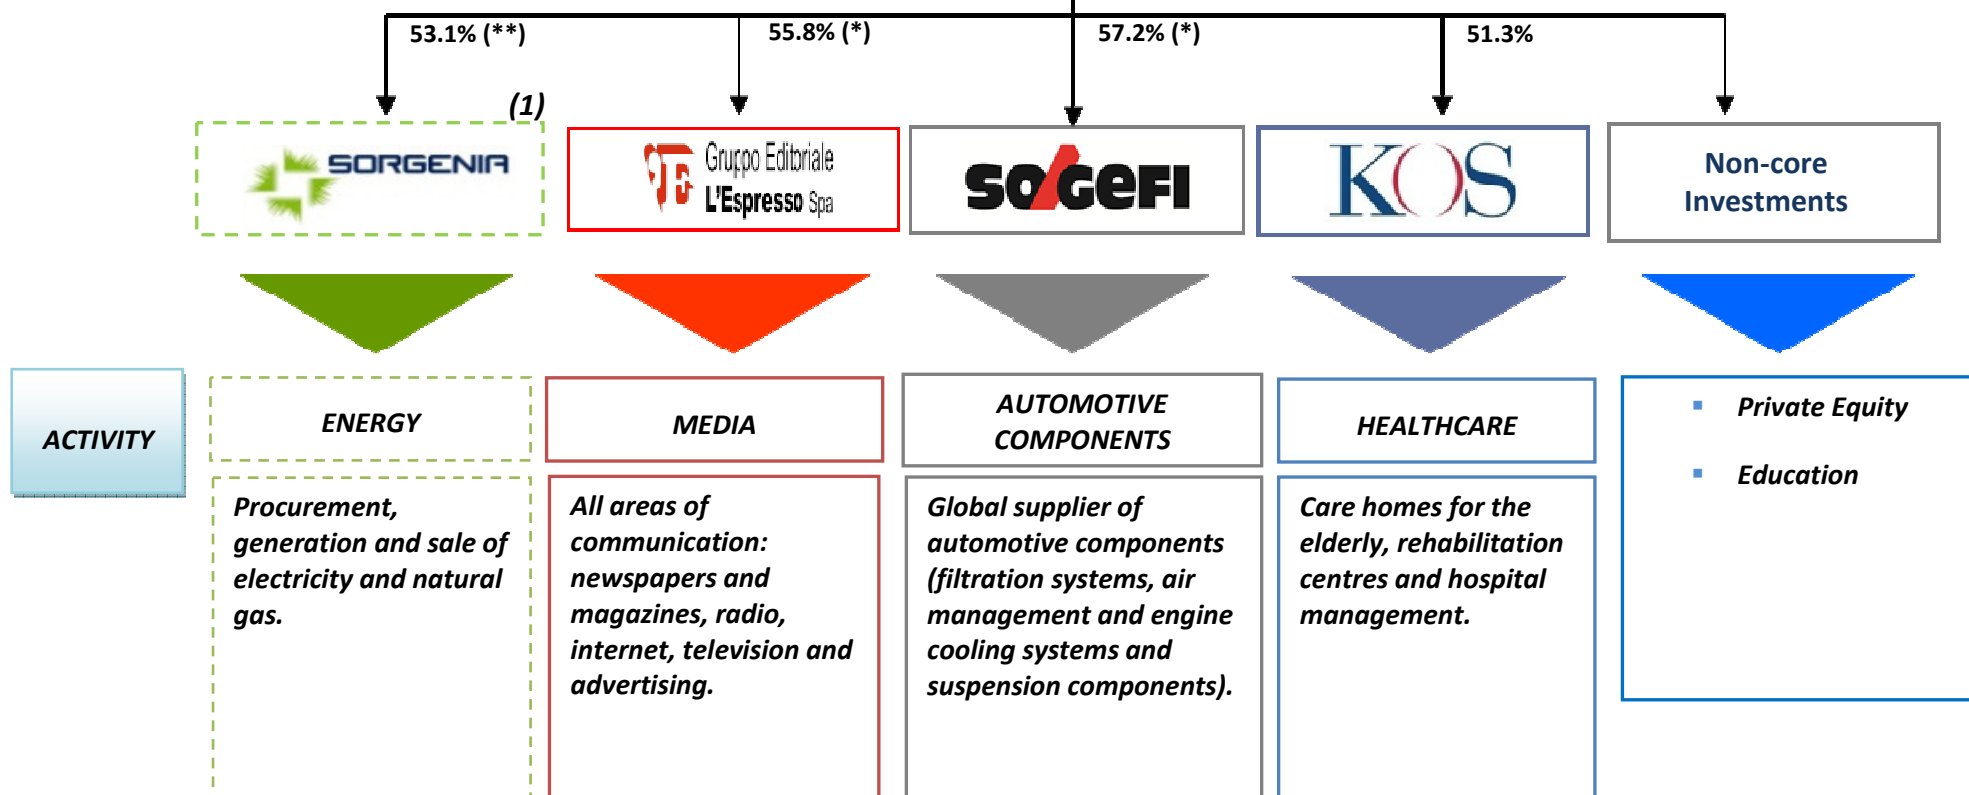 53.1% (**)
55.8% (*)
57.2% (*)
51.3%
(1)
SORGENIA
Gruppo Editoriale
L'Espresso Spa
SOGEFI
KOS
Non-core
Investments
ACTIVITY
ENERGY
MEDIA
AUTOMOTIVE
COMPONENTS
HEALTHCARE
Private Equity
Education
Procurement,
generation and sale of
electricity and natural
gas.
All areas of
communication:
newspapers and
magazines, radio,
internet, television and
advertising.
Global supplier of
automotive components
(filtration systems, air
management and engine
cooling systems and
suspension components).
Care homes for the
elderly, rehabilitation
centres and hospital
management.